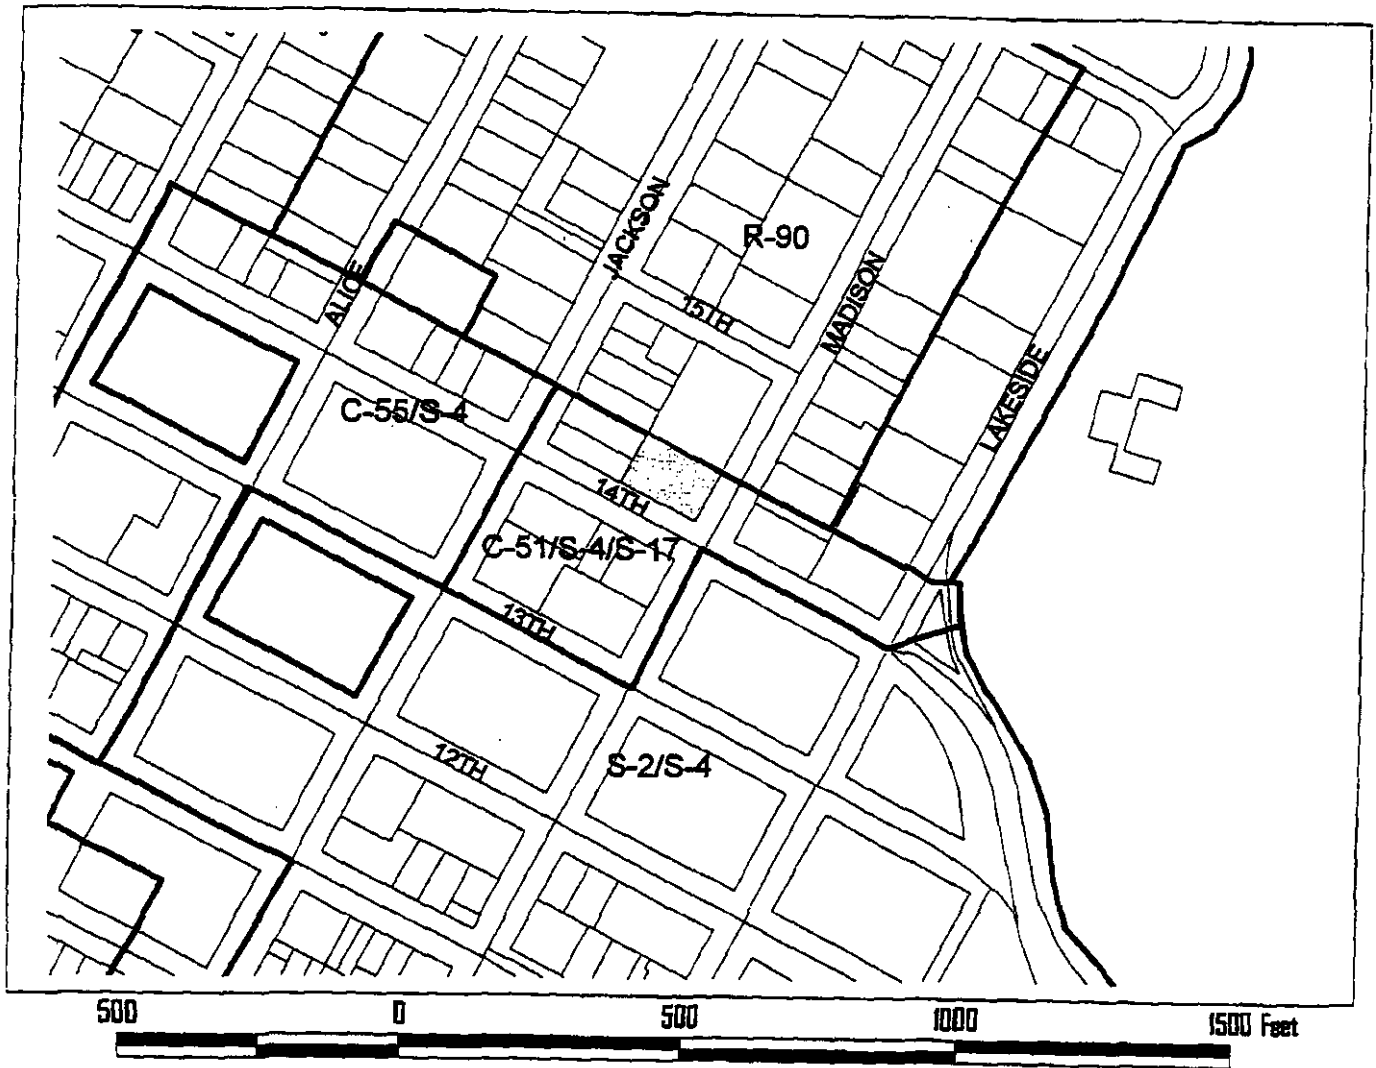 JACKSON
R-90
ALICE
15TH
MADISON
LAKESIDE
C-55/S-4
14TH
C-51/S-4/S-17
13TH
12TH
S-2/S-4
500 0 500 1000 1500 Feet